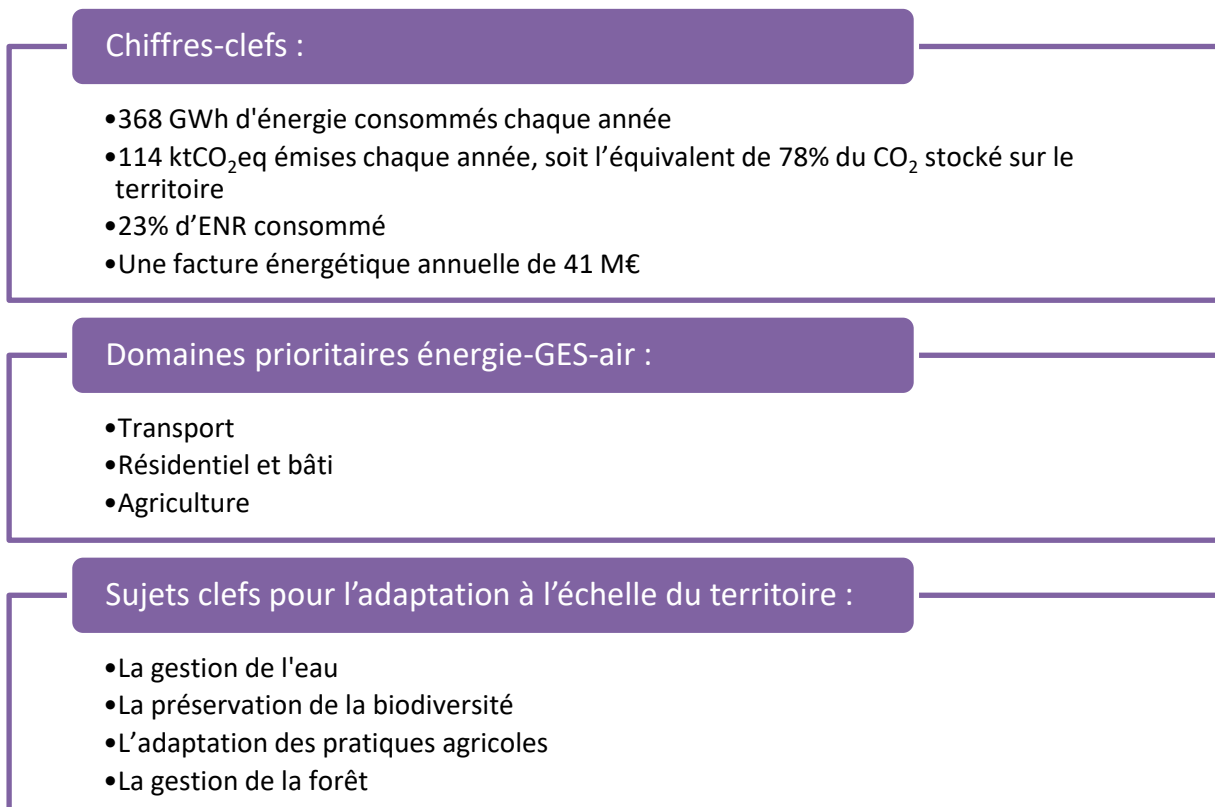 Chiffres-clefs :
•368 GWh d'énergie consommés chaque année
•114 ktCO₂eq émises chaque année, soit l’équivalent de 78% du CO₂ stocké sur le
territoire
•23% d’ENR consommé
•Une facture énergétique annuelle de 41 M€
Domaines prioritaires énergie-GES-air :
•Transport
•Résidentiel et bâti
•Agriculture
Sujets clefs pour l’adaptation à l’échelle du territoire :
•La gestion de l'eau
•La préservation de la biodiversité
•L’adaptation des pratiques agricoles
•La gestion de la forêt